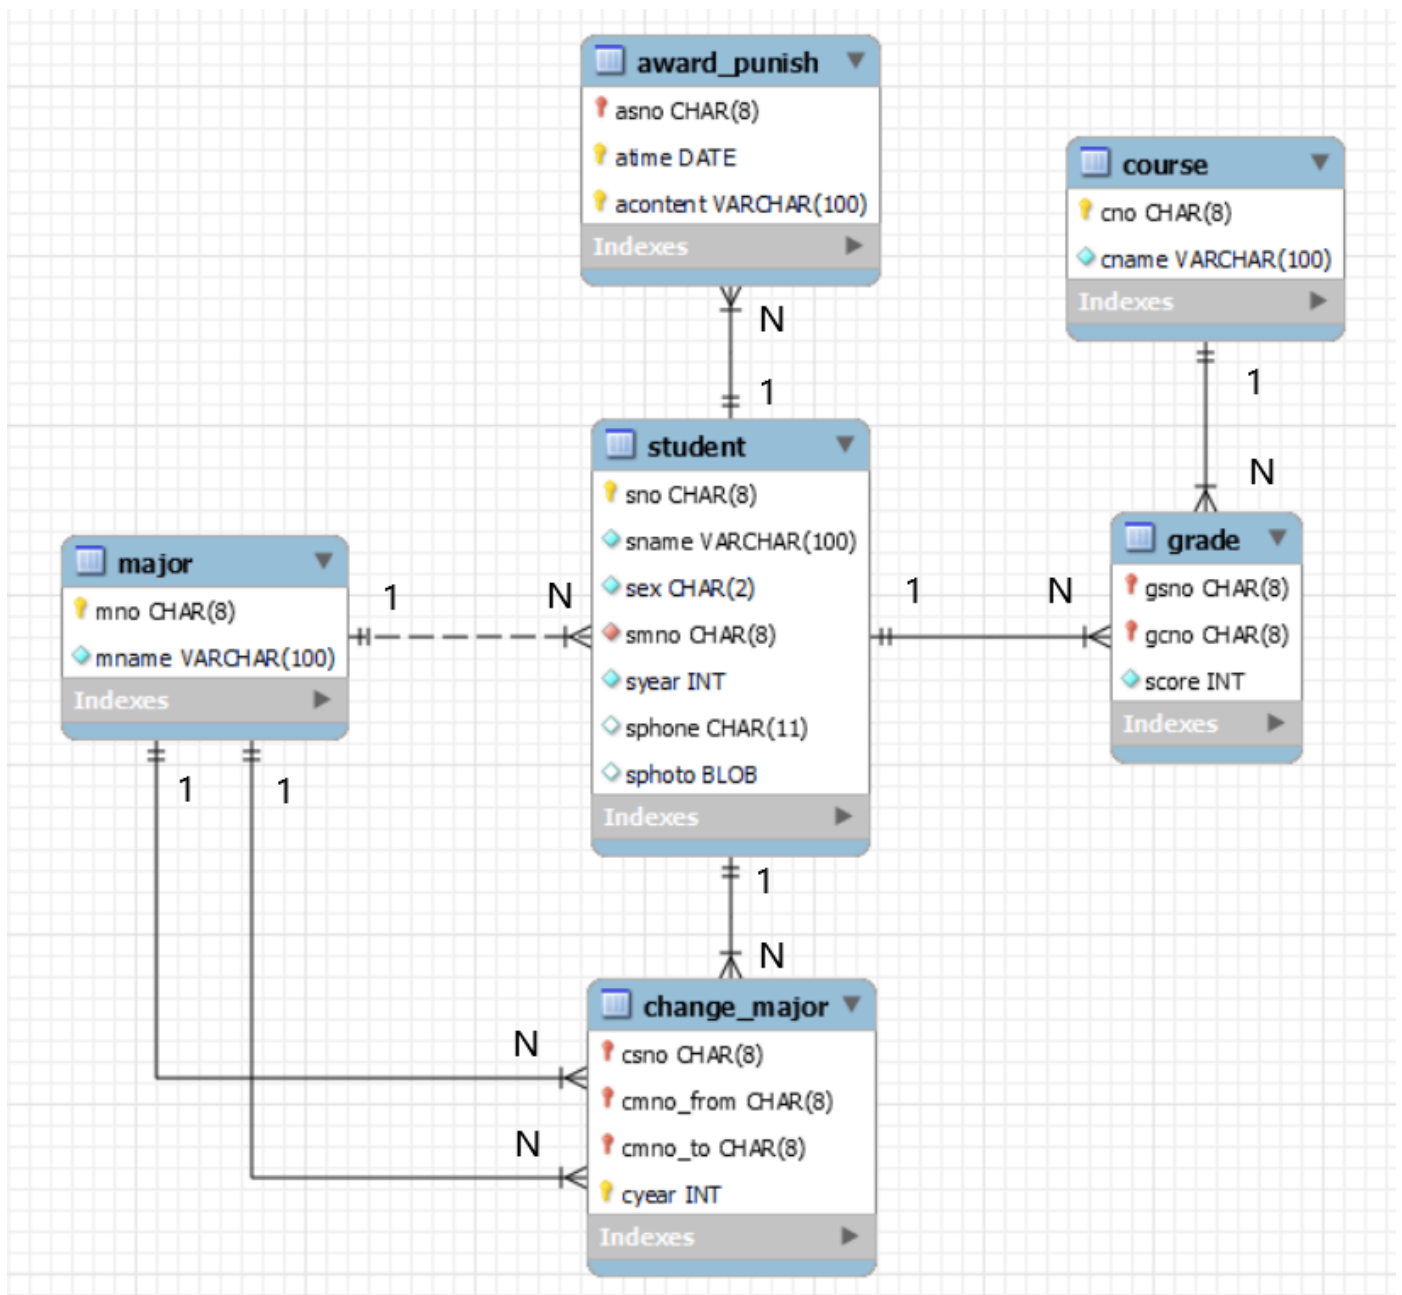 award_punish
asno CHAR(8)
atime DATE
acontent VARCHAR(100)
Indexes
course
cno CHAR(8)
cname VARCHAR(100)
Indexes
N
1
1
N
student
sno CHAR(8)
sname VARCHAR(100)
sex CHAR(2)
smno CHAR(8)
syear INT
sphone CHAR(11)
sphoto BLOB
Indexes
major
mno CHAR(8)
mname VARCHAR(100)
Indexes
1
N
1
N
grade
gsno CHAR(8)
gcno CHAR(8)
score INT
Indexes
1
1
1
N
N
N
change_major
csno CHAR(8)
cmno_from CHAR(8)
cmno_to CHAR(8)
cyear INT
Indexes